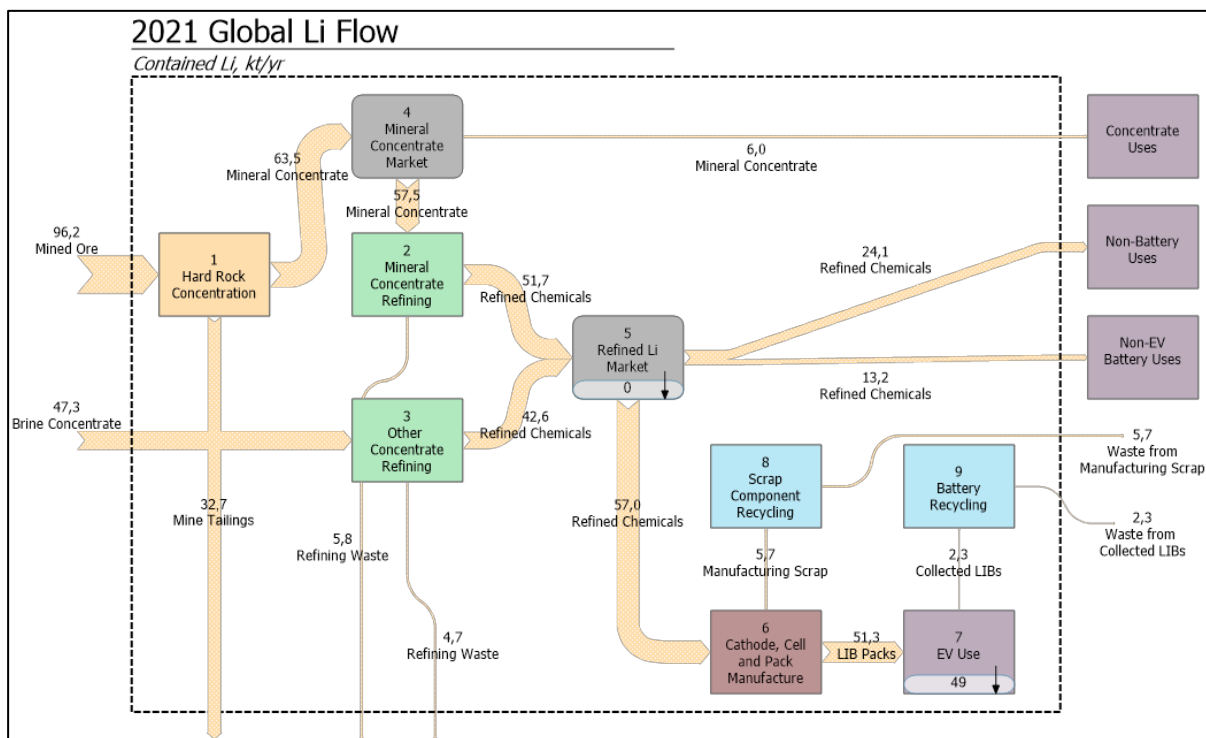 2021 Global Li Flow
Contained Li, kt/yr
4
Mineral
Concentrate
Market
Concentrate
Uses
6,0
Mineral Concentrate
63,5
Mineral Concentrate
57,5
Mineral Concentrate
96,2
Mined Ore
1
Hard Rock
Concentration
2
Mineral
Concentrate
Refining
51,7
Refined Chemicals
24,1
Refined Chemicals
Non-Battery
Uses
5
Refined Li
Market
0
Non-EV
Battery Uses
13,2
Refined Chemicals
47,3
Brine Concentrate
3
Other
Concentrate
Refining
42,6
Refined Chemicals
5,7
Waste from
Manufacturing Scrap
8
Scrap
Component
Recycling
9
Battery
Recycling
32,7
Mine Tailings
57,0
Refined Chemicals
2,3
Waste from
Collected LIBs
5,8
Refining Waste
5,7
Manufacturing Scrap
2,3
Collected LIBs
4,7
Refining Waste
6
Cathode, Cell
and Pack
Manufacture
51,3
LIB Packs
7
EV Use
49